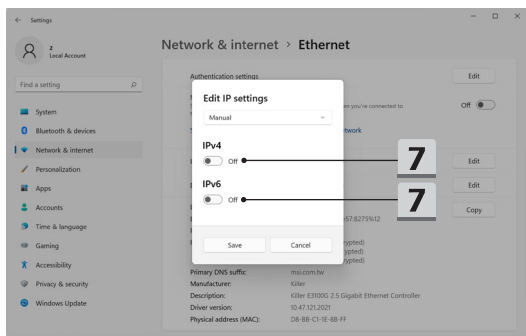 Settings
z
Local Account
Find a setting
System
Bluetooth & devices
Network & internet
Personalization
Apps
Accounts
Time & language
Gaming
Accessibility
Privacy & security
Windows Update
Network & internet > Ethernet
Authentication settings
Edit
en you're connected to
Off
etwork
Edit IP settings
Manual
IPv4
Off
7
Edit
IPv6
Off
7
Edit
Copy
Save
Cancel
e57:8275%12
rypted)
rypted)
rypted)
Primary DNS suffix: msi.com.tw
Manufacturer: Killer
Description: Killer E3100G 2.5 Gigabit Ethernet Controller
Driver version: 10.47.121.2021
Physical address (MAC): D8-BB-C1-1E-8B-FF